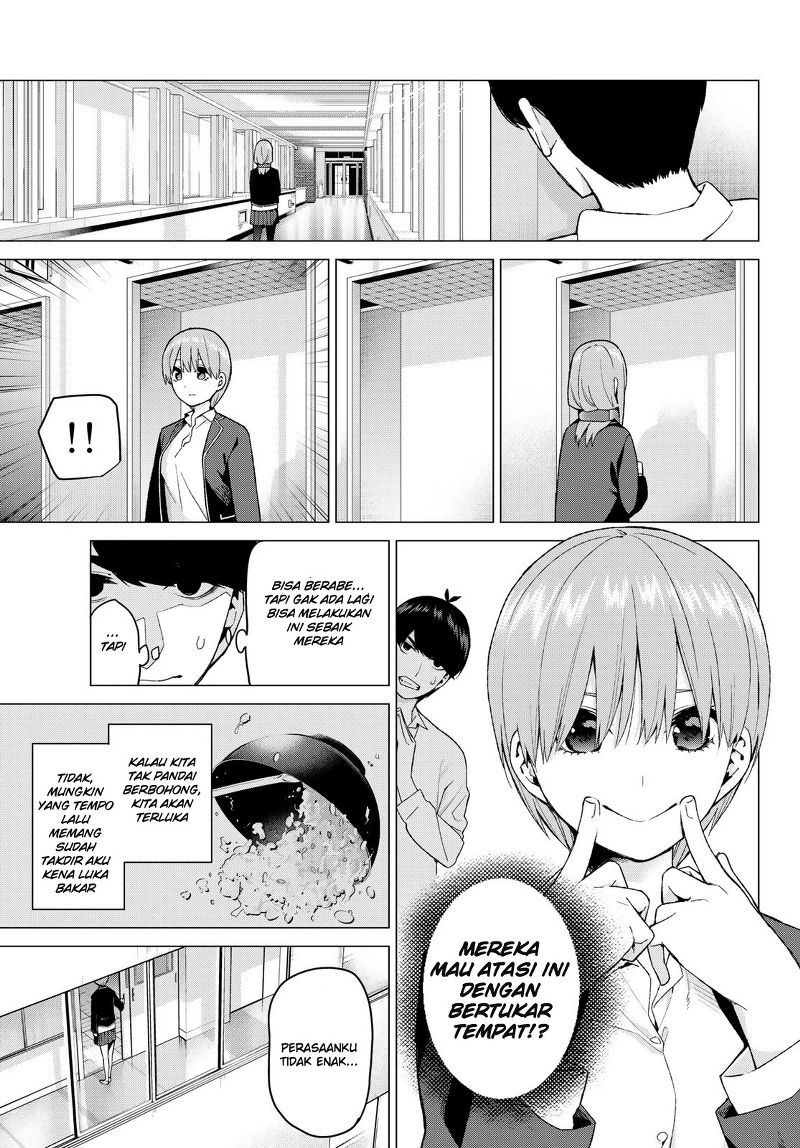 !!
BISA BERABE...
TAPI GAK ADA LAGI
BISA MELAKUKAN
INI SEBAIK
MEREKA
...
TAPI
MEREKA
MAU ATASI INI
DENGAN
BERTUKAR
TEMPAT!?
KALAU KITA
TAK PANDAI
BERBOHONG,
KITA AKAN
TERLUKA
TIDAK,
MUNGKIN
YANG TEMPO
LALU
MEMANG
SUDAH
TAKDIR AKU
KENA LUKA
BAKAR
PERASAANKU
TIDAK ENAK...